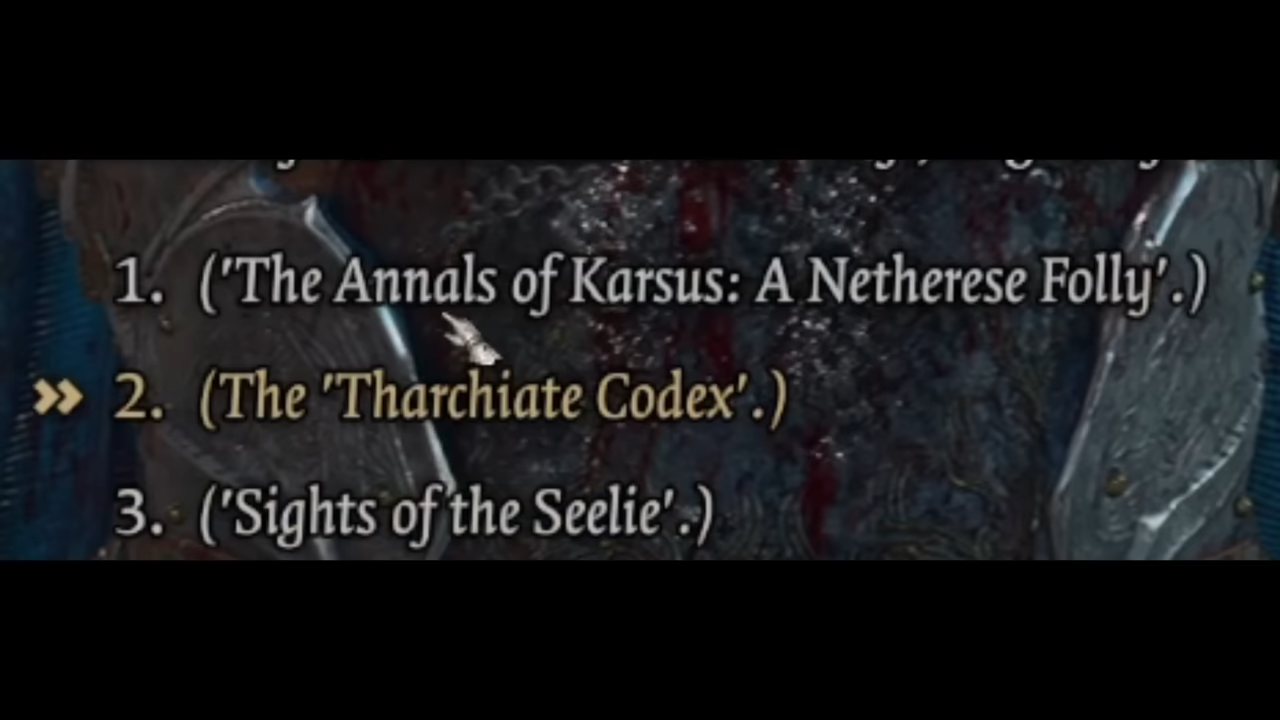 1. ('The Annals of Karsus: A Netherese Folly'.)
» 2. (The 'Tharchiate Codex'.)
3. ('Sights of the Seelie'.)